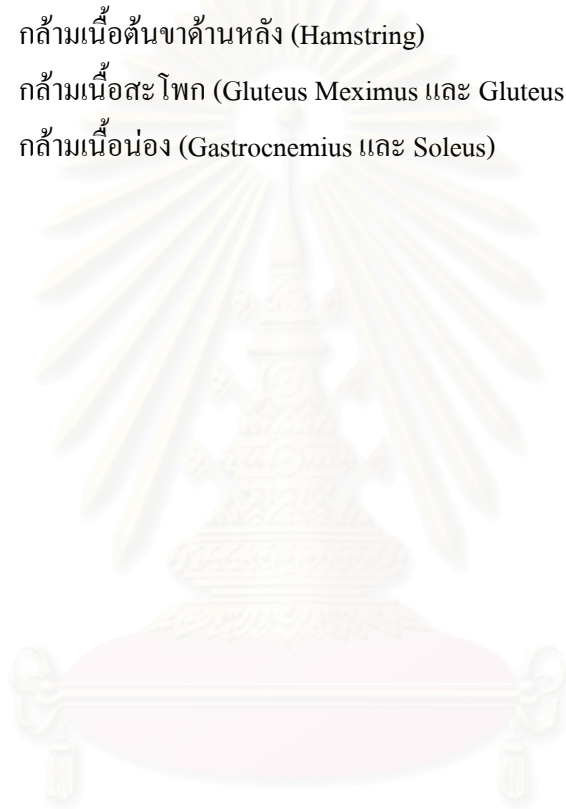 กล้ามเนื้อต้นขาด้านหลัง (Hamstring)
กล้ามเนื้อสะโพก (Gluteus Meximus และ Gluteus
กล้ามเนื้อน่อง (Gastrocnemius และ Soleus)